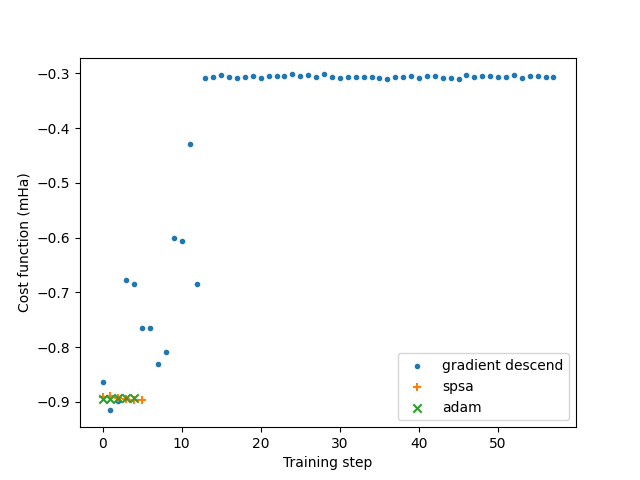 −0.3
−0.4
−0.5
−0.6
−0.7
−0.8
−0.9
Cost function (mHa)
gradient descend
spsa
adam
0
10
20
30
40
50
Training step